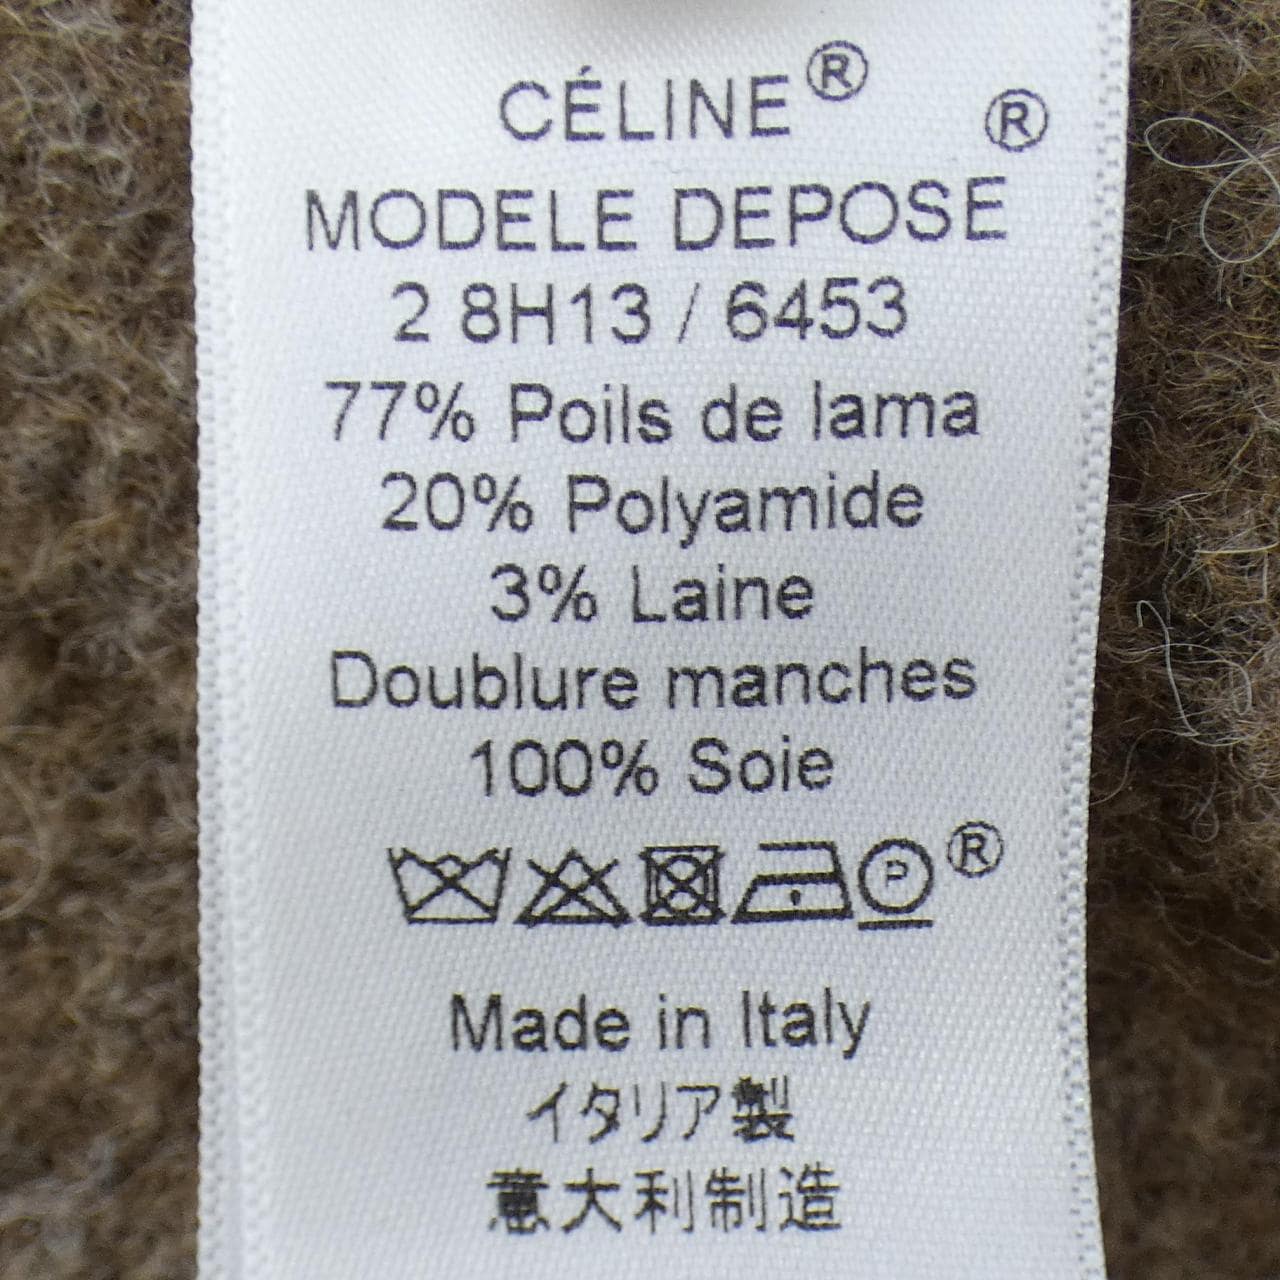 CÉLINE®
®
MODELE DEPOSE
2 8H13 / 6453
77% Poils de lama
20% Polyamide
3% Laine
Doublure manches
100% Soie
P ®
Made in Italy
イタリア製
意大利制造